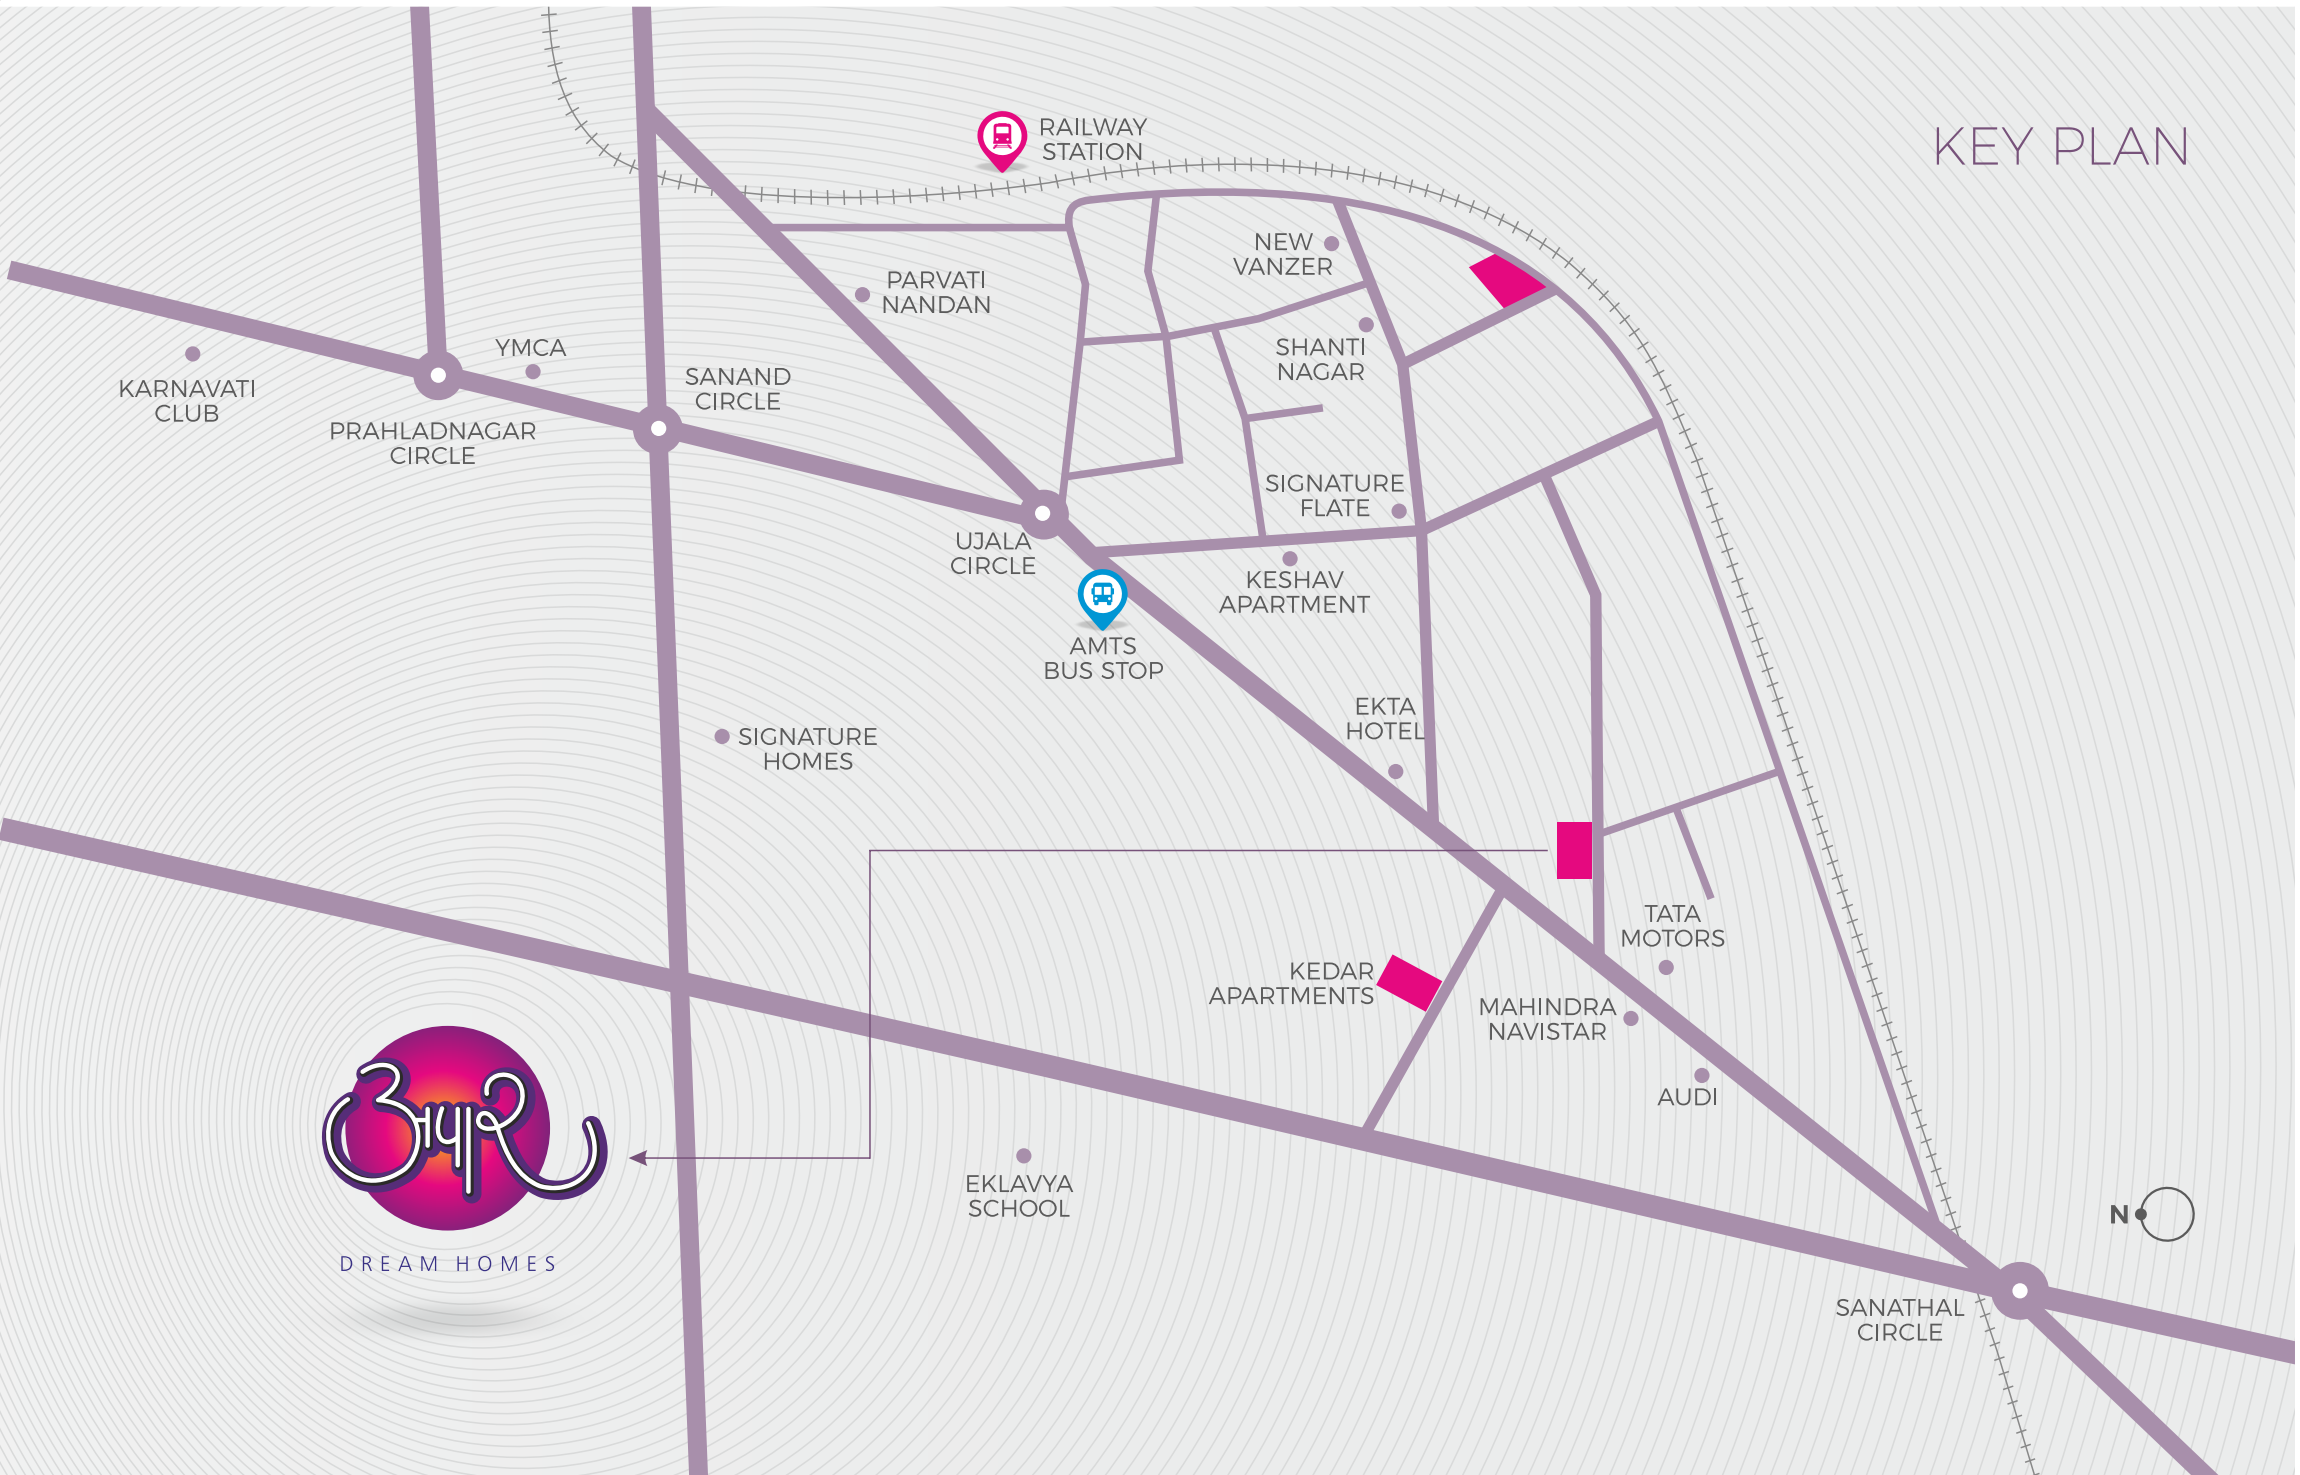 KEY PLAN
RAILWAY
STATION
NEW
VANZER
PARVATI
NANDAN
SHANTI
NAGAR
YMCA
KARNAVATI
CLUB
SANAND
CIRCLE
PRAHLADNAGAR
CIRCLE
SIGNATURE
FLATE
UJALA
CIRCLE
KESHAV
APARTMENT
AMTS
BUS STOP
EKTA
HOTEL
SIGNATURE
HOMES
TATA
MOTORS
KEDAR
APARTMENTS
MAHINDRA
NAVISTAR
AUDI
EKLAVYA
SCHOOL
आयुर
DREAM HOMES
N
SANATHAL
CIRCLE